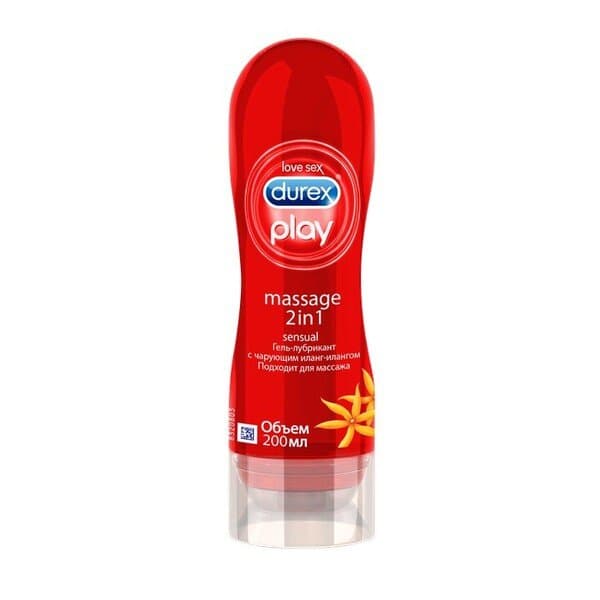 love sex
durex
play
massage
2in1
sensual
Гель-лубрикант
с чарующим иланг-илангом
Подходит для массажа
Объем
200мл